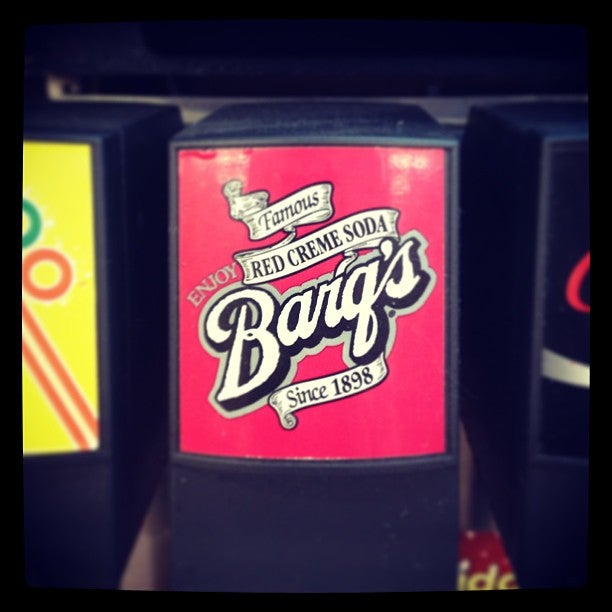 Famous
ENJOY
RED CREME SODA
Barq's
Since 1898